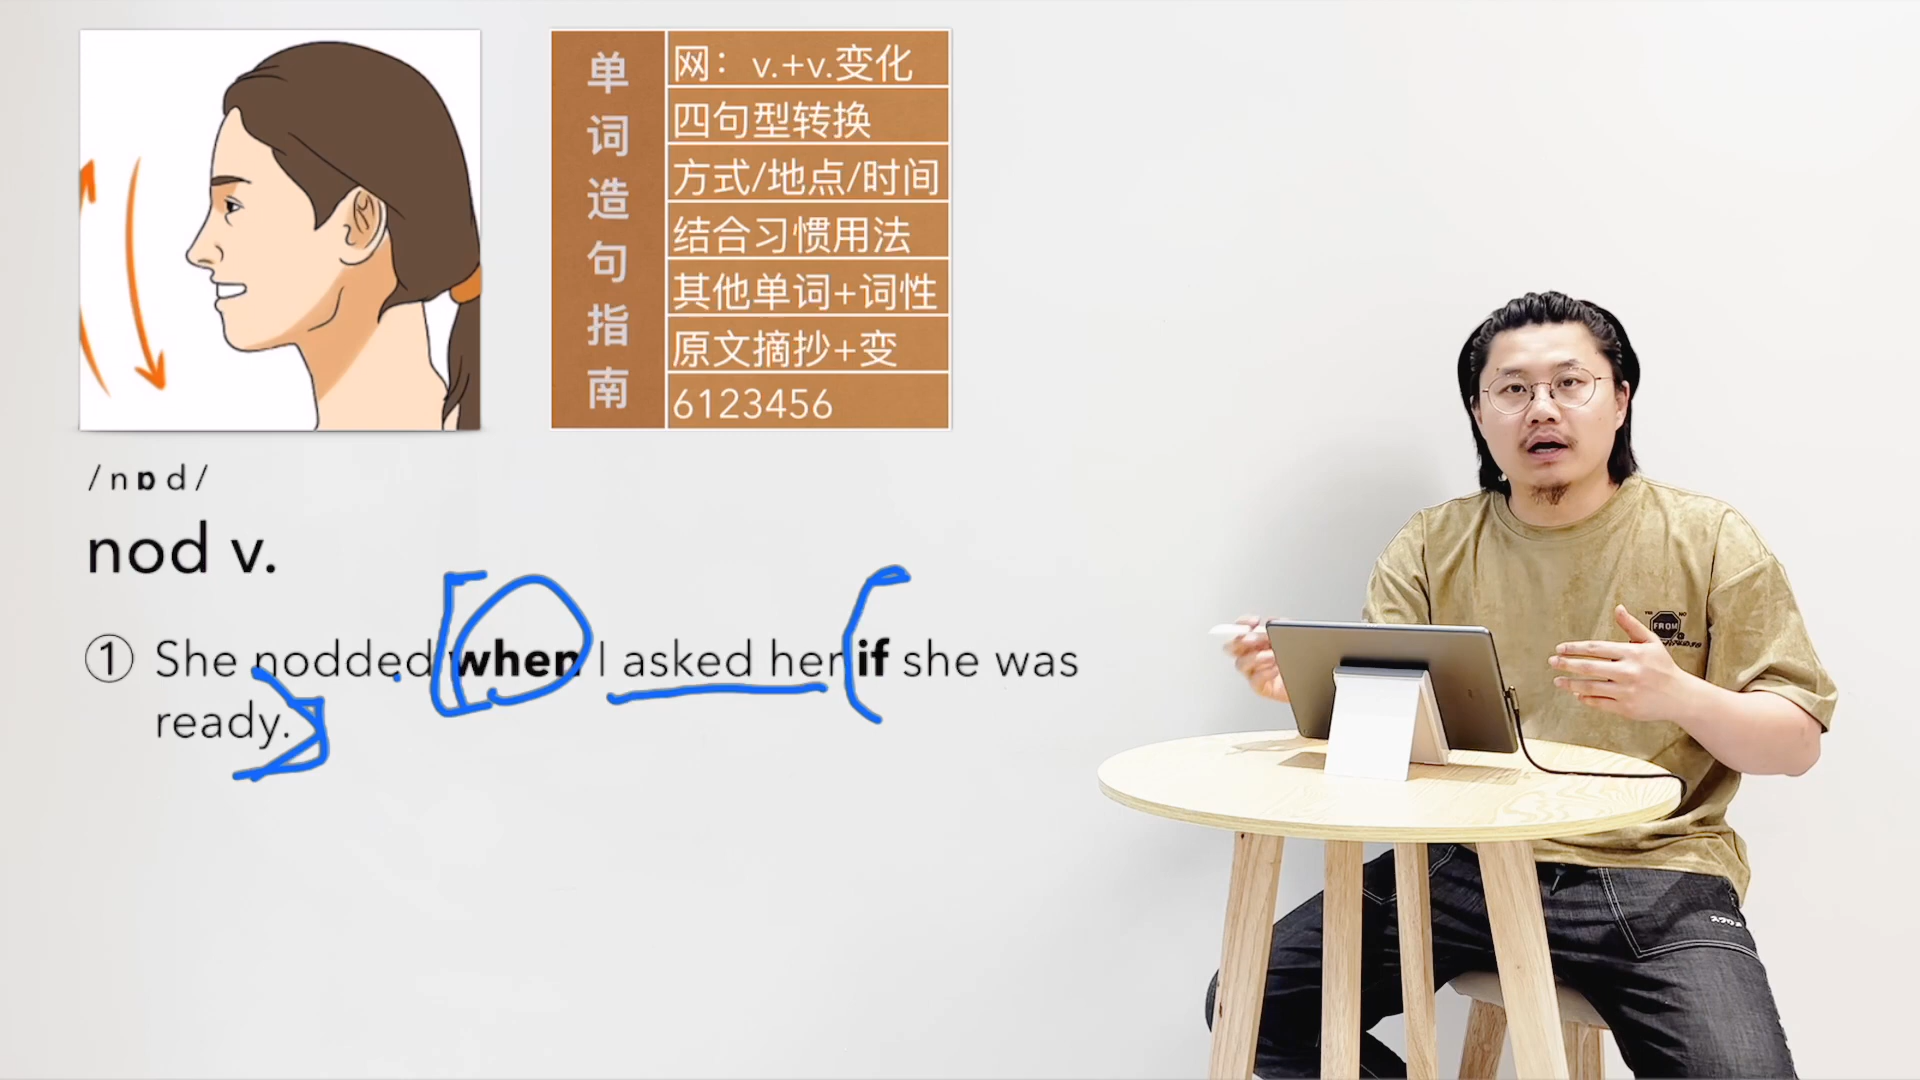 单词造句指南
网：v.+v.变化
四句型转换
方式/地点/时间
结合习惯用法
其他单词+词性
原文摘抄+变
6123456
/nɒd/
nod v.
① She nodded when I asked her if she was
ready.
FROM